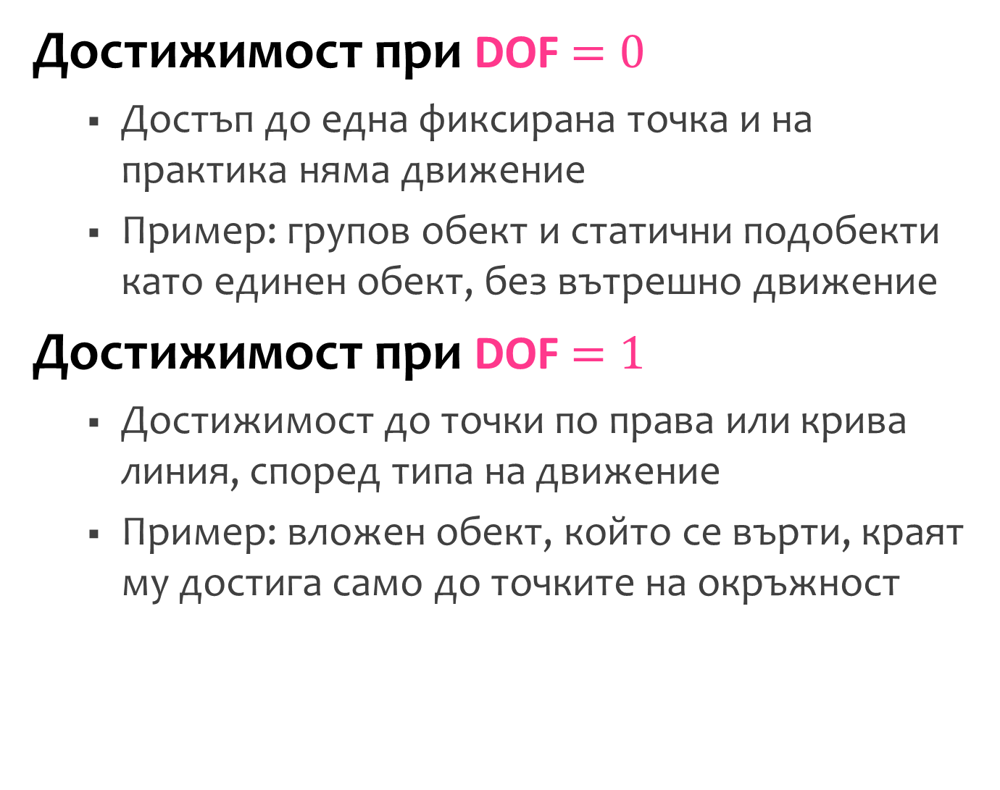 Достижимост при DOF = 0
▪ Достъп до една фиксирана точка и на
практика няма движение
▪ Пример: групов обект и статични подобекти
като единен обект, без вътрешно движение
Достижимост при DOF = 1
▪ Достижимост до точки по права или крива
линия, според типа на движение
▪ Пример: вложен обект, който се върти, краят
му достига само до точките на окръжност